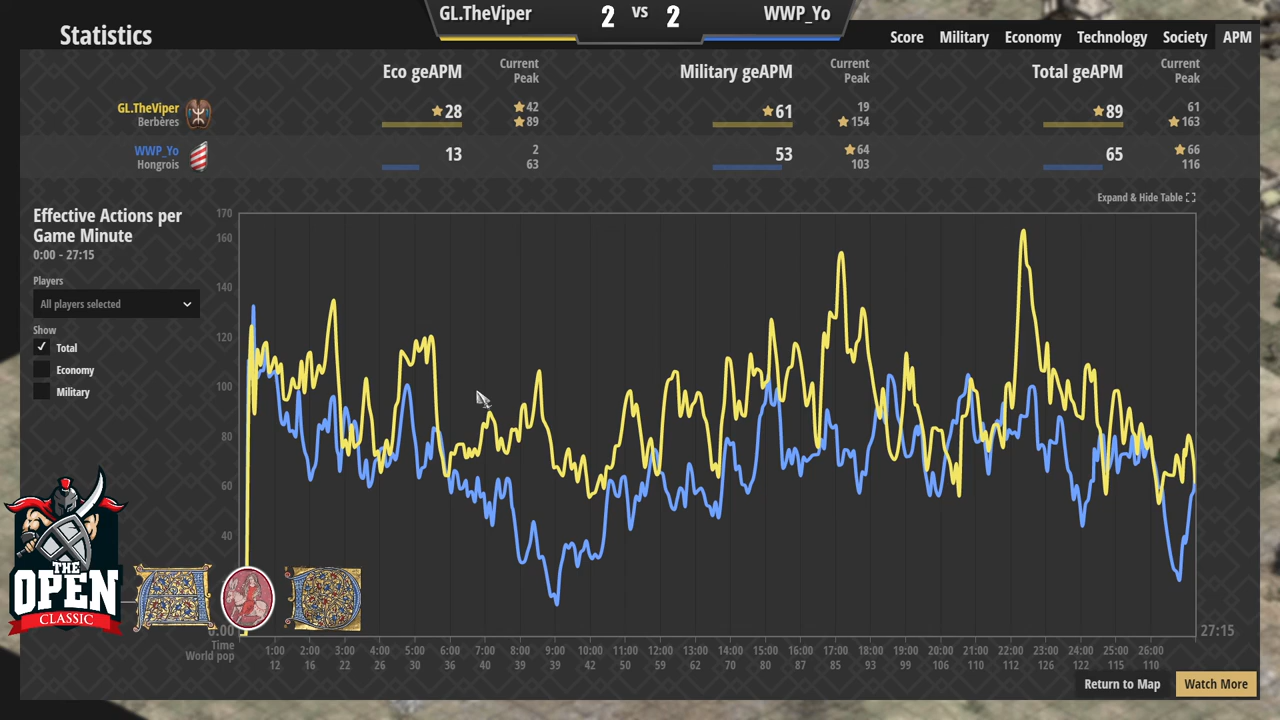 GL.TheViper 2 vs 2 WWP_Yo
Statistics
Score Military Economy Technology Society APM
Eco geAPM Current Peak Military geAPM Current Peak Total geAPM Current Peak
GL.TheViper
Berbères
28 42 89 61 19 154 89 61 163
WWP_Yo
Hongrois
13 2 63 53 64 103 65 66 116
Expand & Hide Table
Effective Actions per
Game Minute
0:00 - 27:15
Players
All players selected
Show
Total
Economy
Military
170
160
140
120
100
80
60
40
0:00
27:15
Time 1:00 2:00 3:00 4:00 5:00 6:00 7:00 8:00 9:00 10:00 11:00 12:00 13:00 14:00 15:00 16:00 17:00 18:00 19:00 20:00 21:00 22:00 23:00 24:00 25:00 26:00
World pop 12 16 22 26 30 36 40 39 39 42 50 59 62 70 80 87 85 93 99 106 110 112 126 122 115 110
THE
OPEN
CLASSIC
Return to Map
Watch More